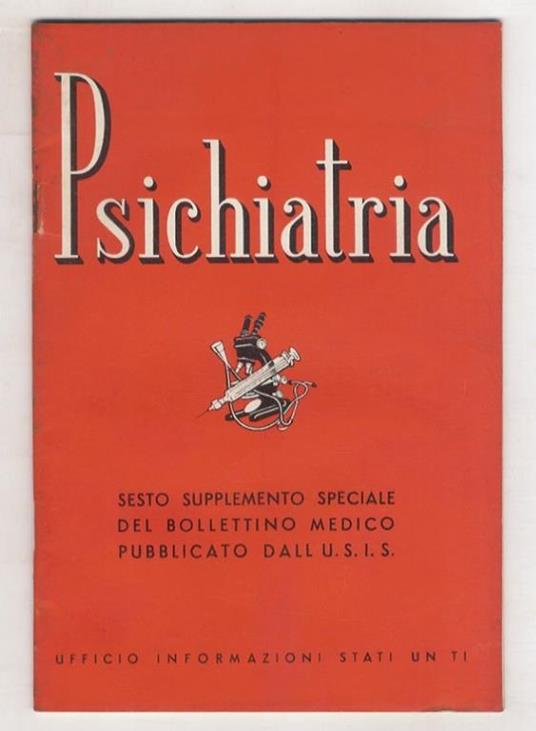 Psichiatria
SESTO SUPPLEMENTO SPECIALE
DEL BOLLETTINO MEDICO
PUBBLICATO DALL U.S.I.S.
UFFICIO INFORMAZIONI STATI UN TI